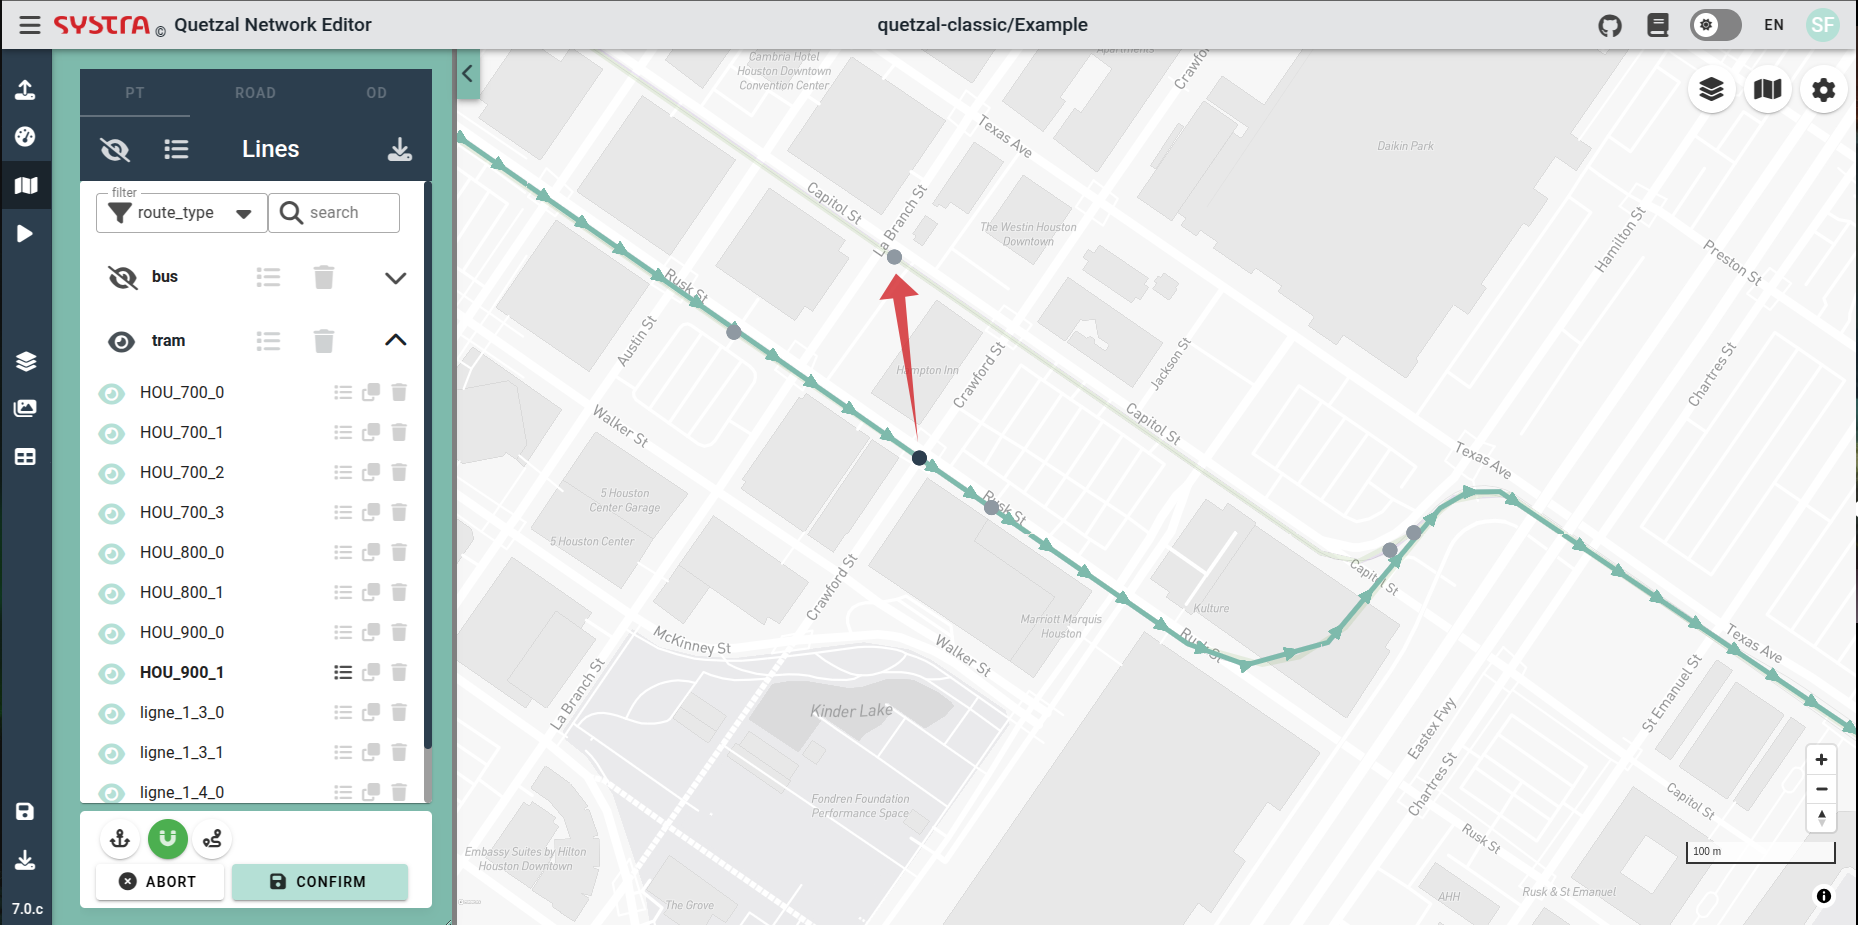 SYSTRA © Quetzal Network Editor
quetzal-classic/Example
EN
SF
PT ROAD OD
Lines
filter
route_type
search
bus
tram
HOU_700_0
HOU_700_1
HOU_700_2
HOU_700_3
HOU_800_0
HOU_800_1
HOU_900_0
HOU_900_1
ligne_1_3_0
ligne_1_3_1
ligne_1_4_0
ABORT
CONFIRM
7.0.c
Cambria Hotel
Houston Downtown
Convention Center
Apartments
Crawfo
Texas Ave
Daikin Park
Capitol St
La Branch St
The Westin Houston
Downtown
Hamilton St
Preston St
Rusk St
Austin St
Hampton Inn
Crawford St
Jackson St
Chartres St
Walker St
Capitol St
Texas Ave
5 Houston
Center Garage
Rusk St
5 Houston Center
Crawford St
Capitol St
Kulture
Marriott Marquis
Houston
Rusk St
McKinney St
Walker St
Texas Ave
La Branch St
St Emanuel St
Kinder Lake
Eastex Fwy
Chartres St
Capitol St
Fondren Foundation
Performance Space
Rusk St
100 m
Embassy Suites by Hilton
Houston Downtown
AHH
Rusk & St Emanuel
The Grove